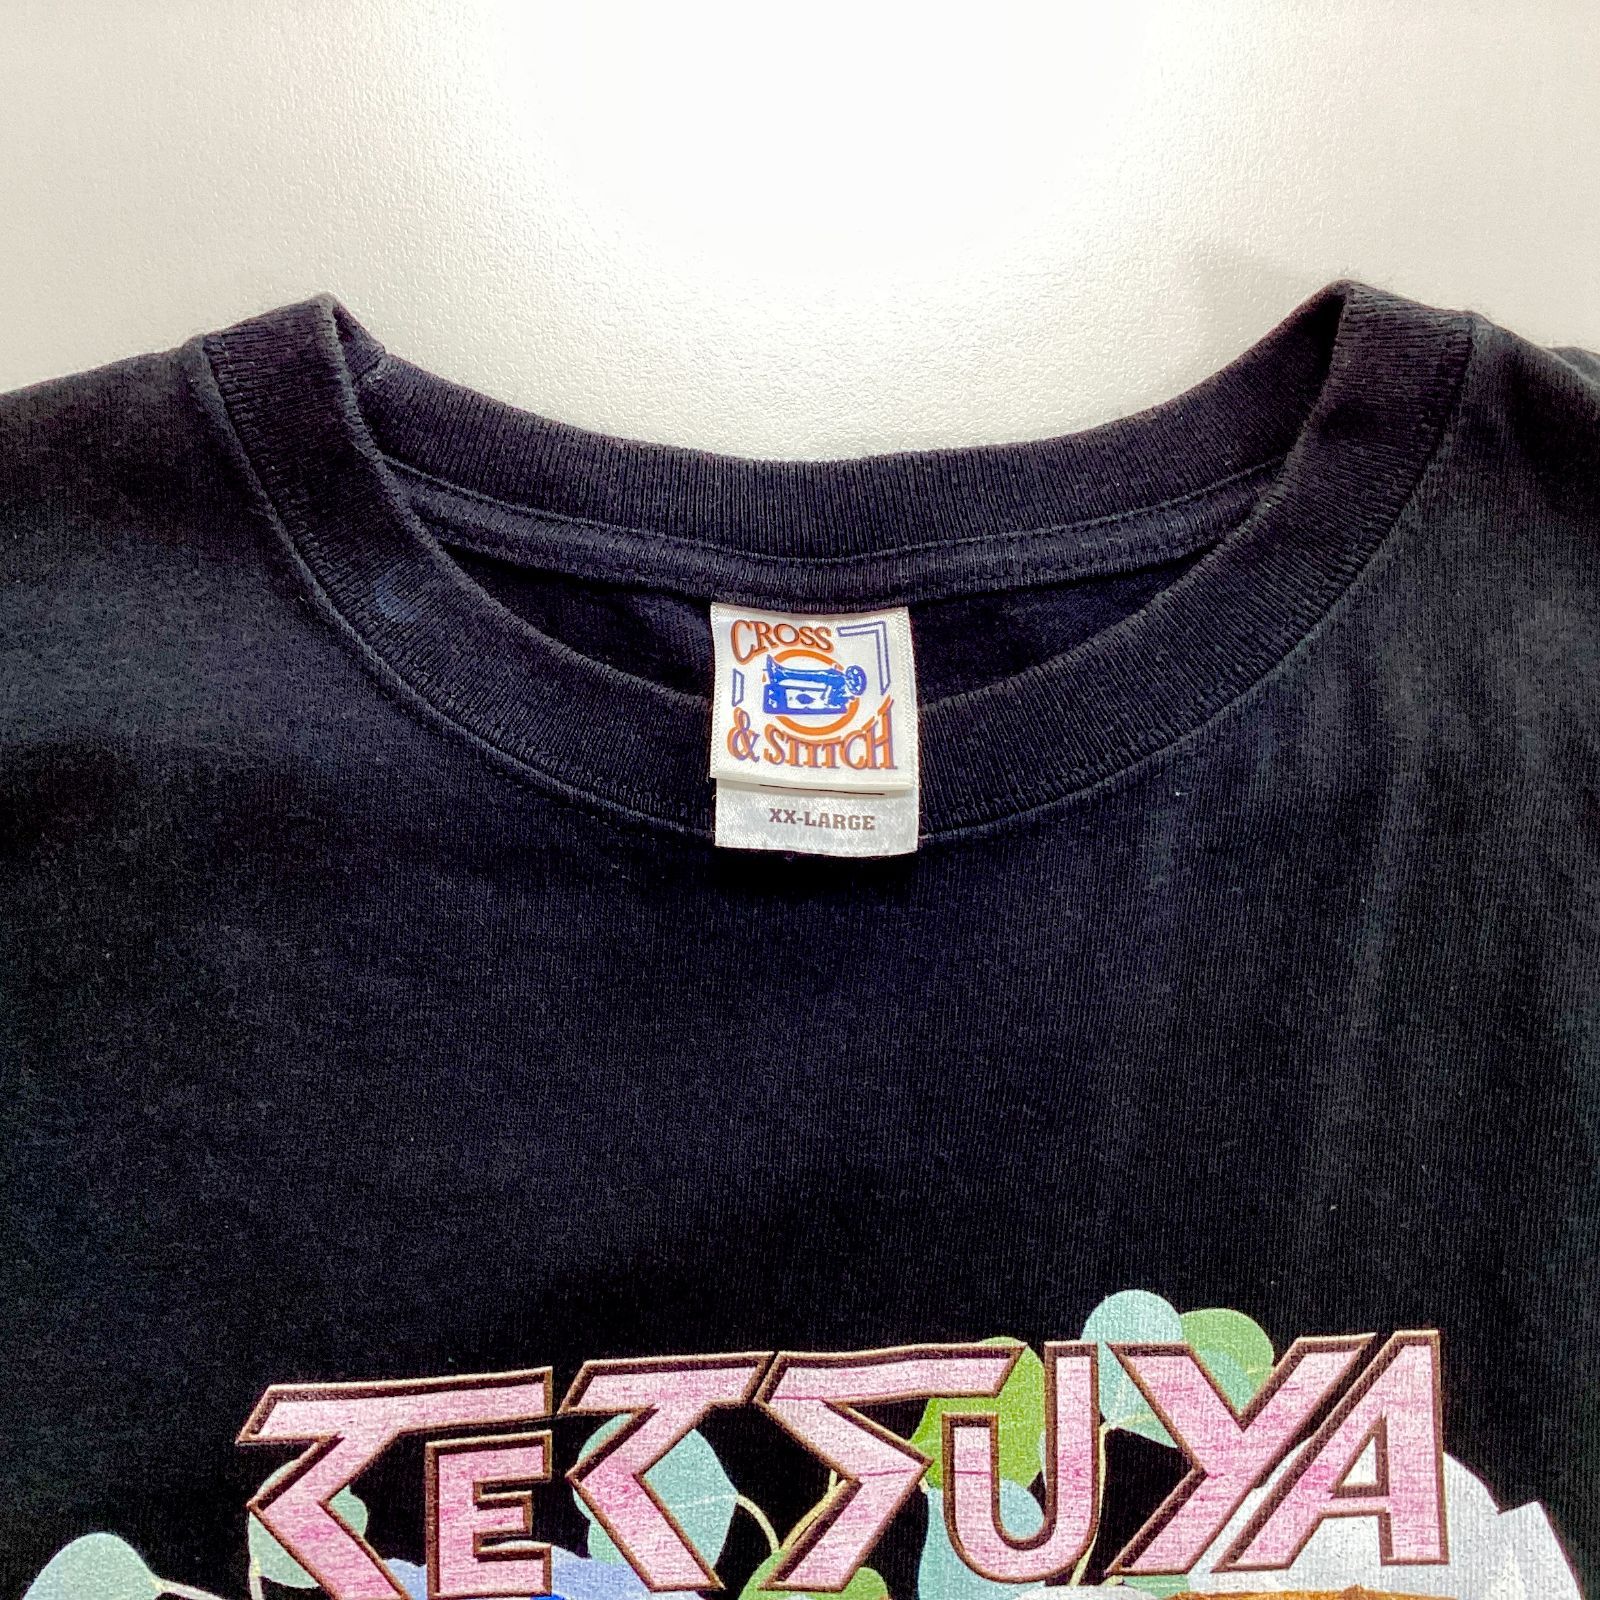 CROSS
& STITCH
XX-LARGE
TETSUYA